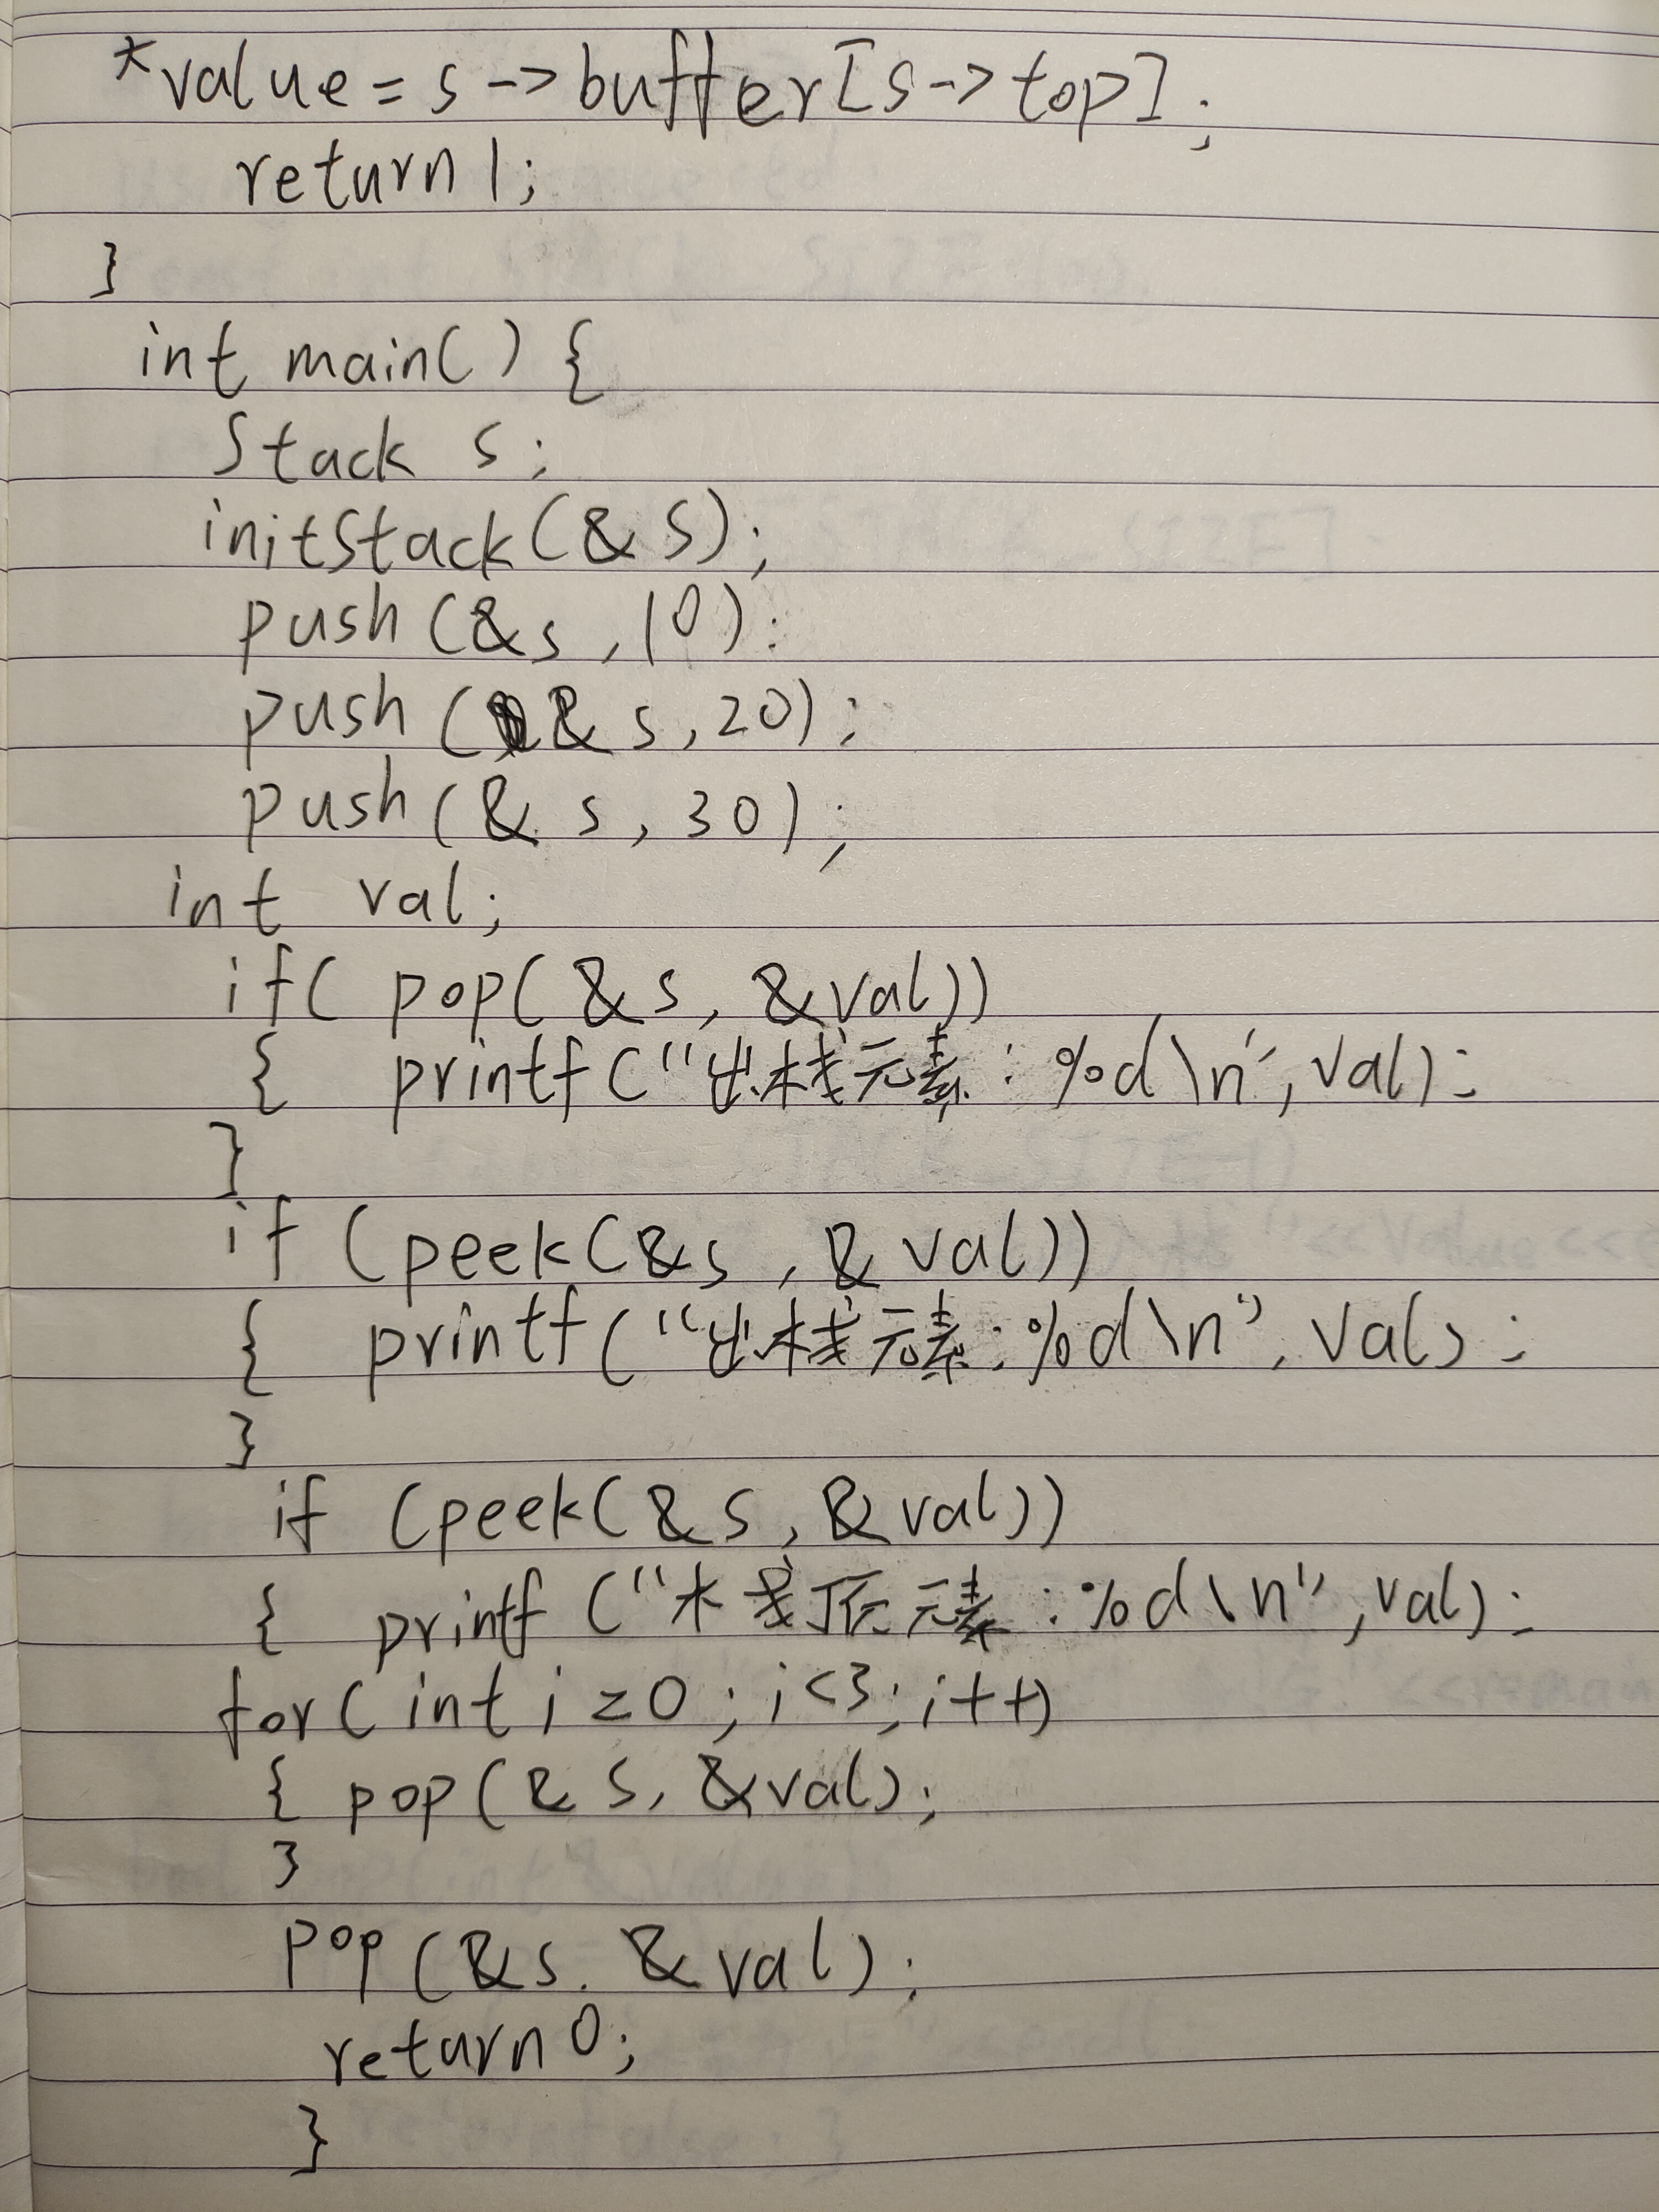 *value = s->buffer[s->top];
return 1;
}
int main() {
Stack s;
initStack(&s);
push(&s,10);
push(&s,20);
push(&s,30);
int val;
if( pop(&s, &val))
{ printf("出栈元素:%d\n",val);
}
if (peek(&s, &val))
{ printf("出栈元素:%d\n",val);
}
if (peek(&s, &val))
{ printf("栈顶元素:%d\n",val);
for(int i=0;i<3;i++)
{ pop(&s, &val);
}
pop(&s, &val);
return 0;
}